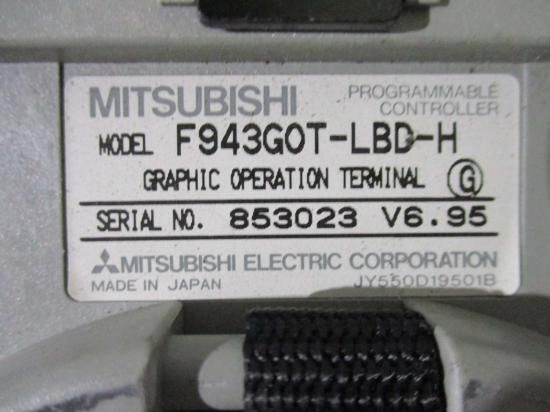 MITSUBISHI PROGRAMMABLE CONTROLLER
MODEL F943GOT-LBD-H
GRAPHIC OPERATION TERMINAL G
SERIAL NO. 853023 V6.95
MITSUBISHI ELECTRIC CORPORATION
MADE IN JAPAN JY550D19501B